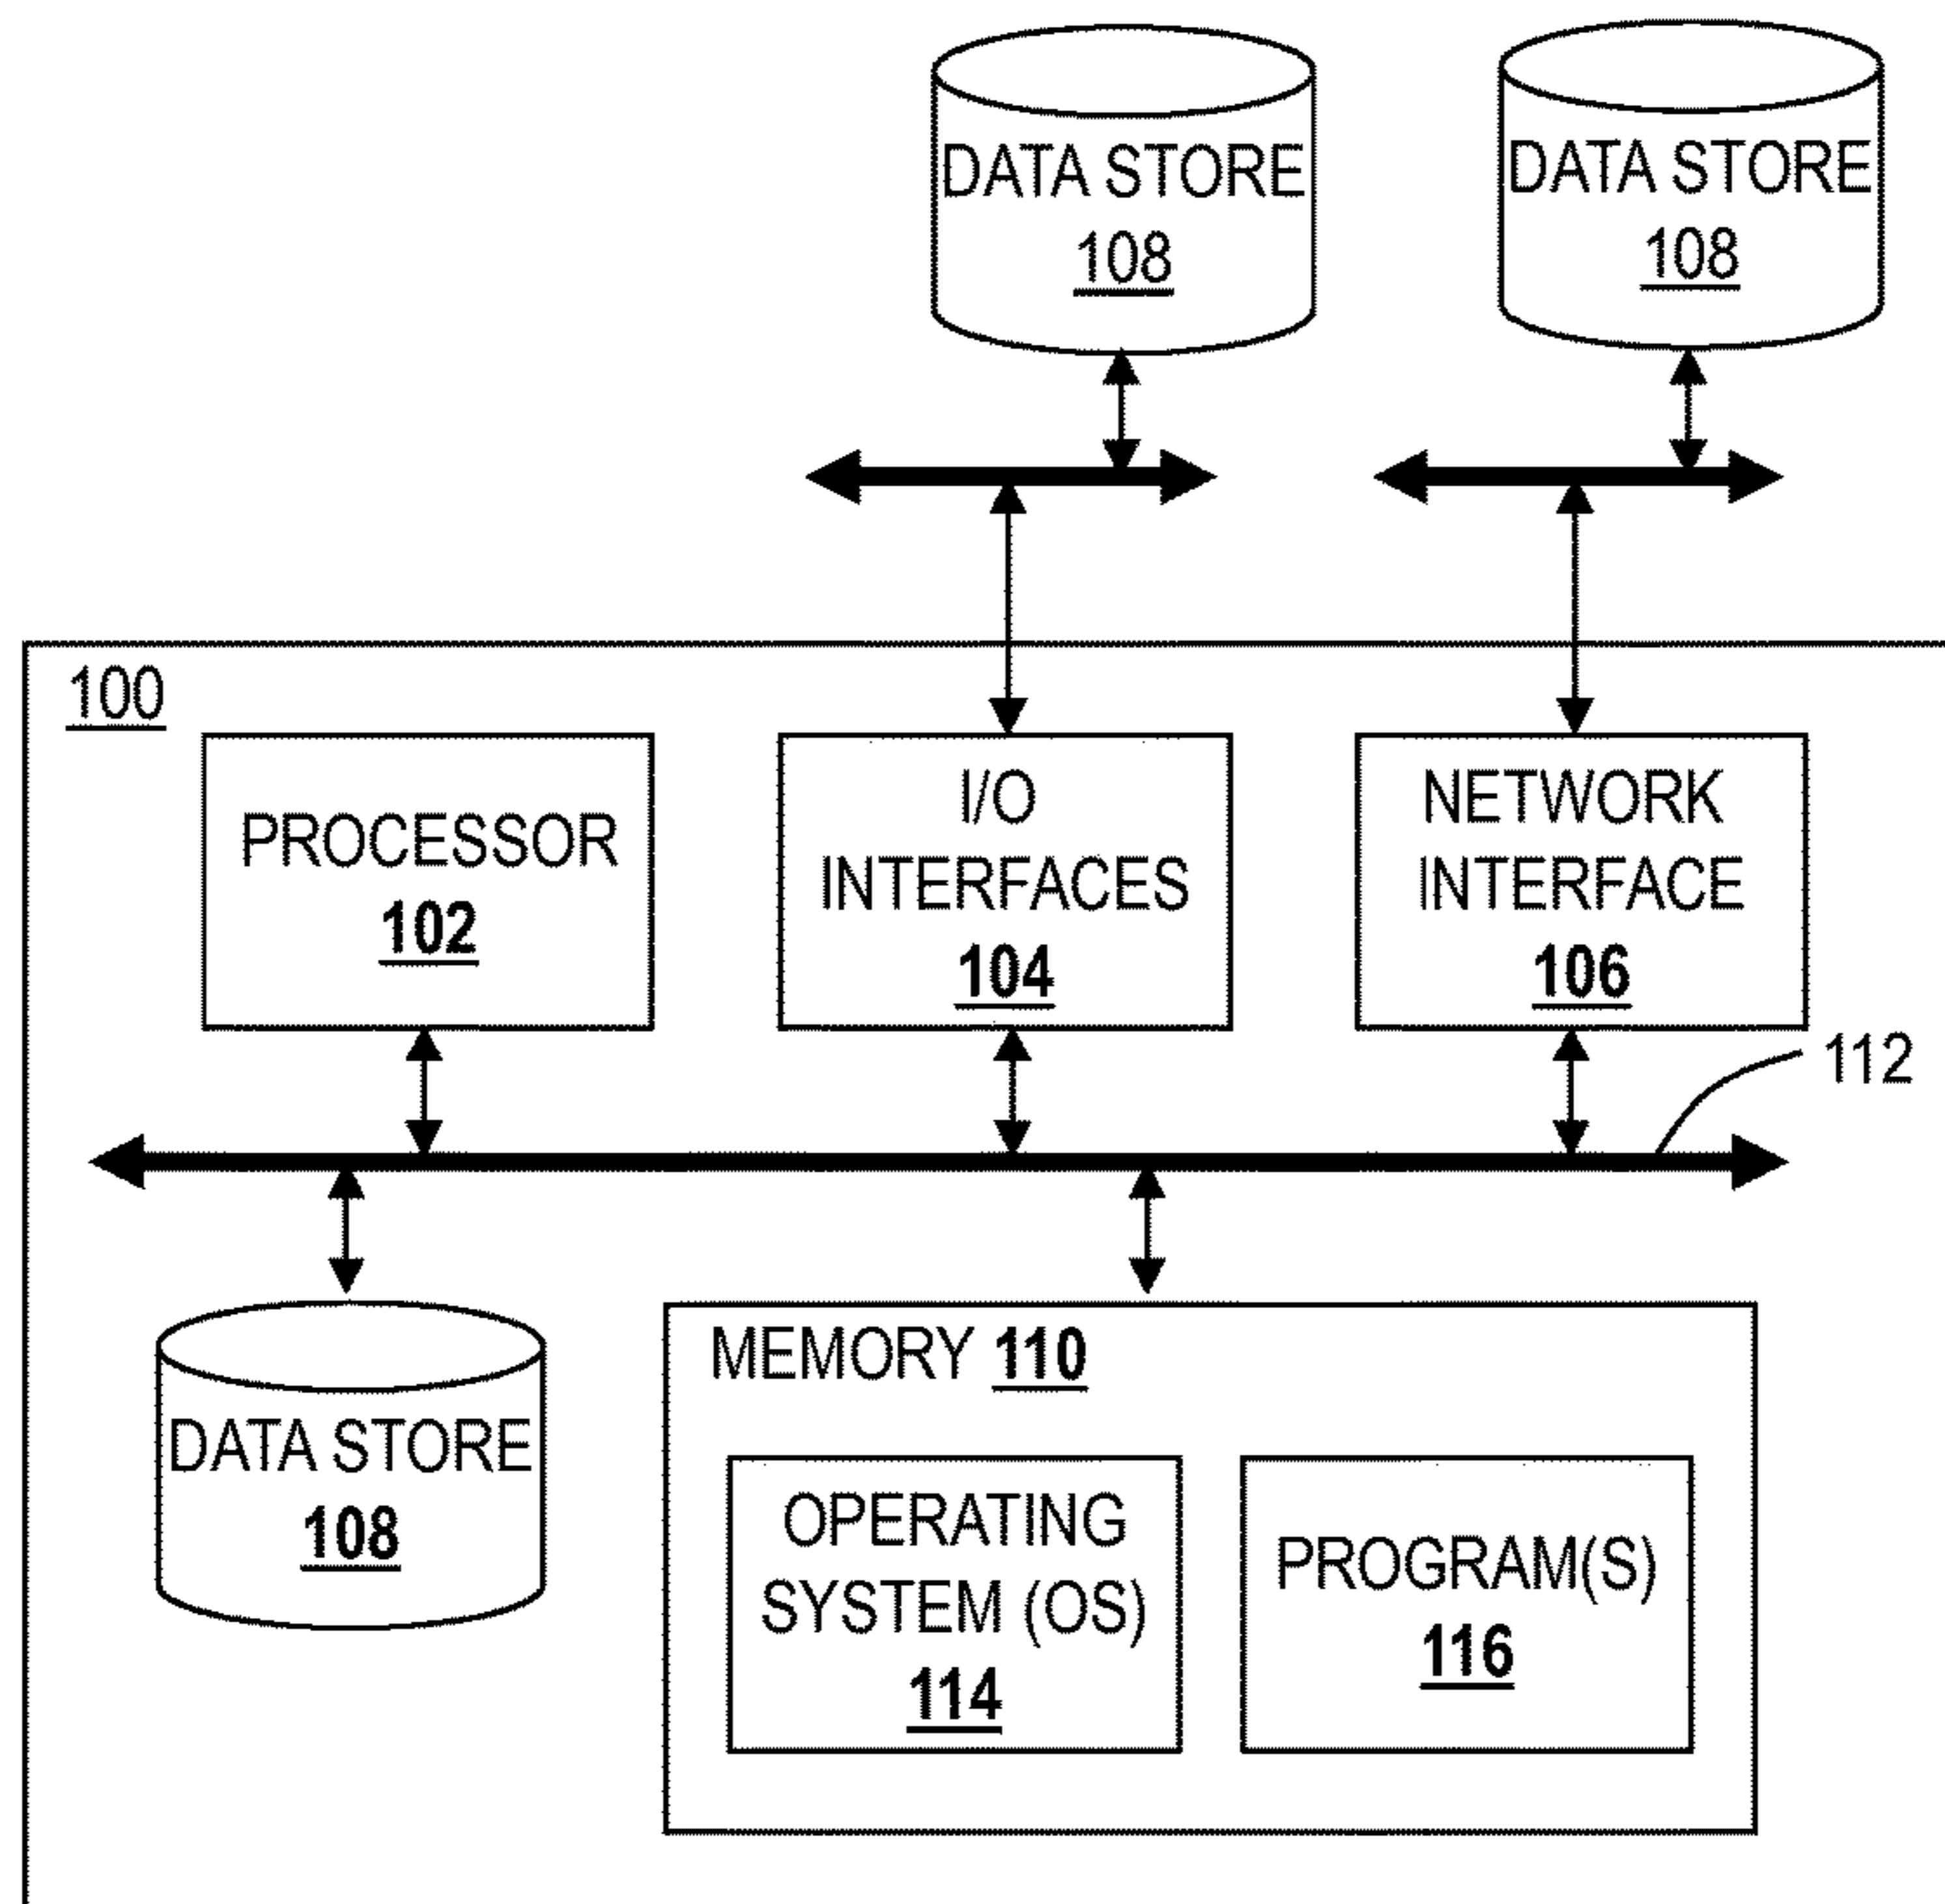 DATA STORE
108
DATA STORE
108
100
PROCESSOR
102
I/O
INTERFACES
104
NETWORK
INTERFACE
106
112
DATA STORE
108
MEMORY 110
OPERATING
SYSTEM (OS)
114
PROGRAM(S)
116